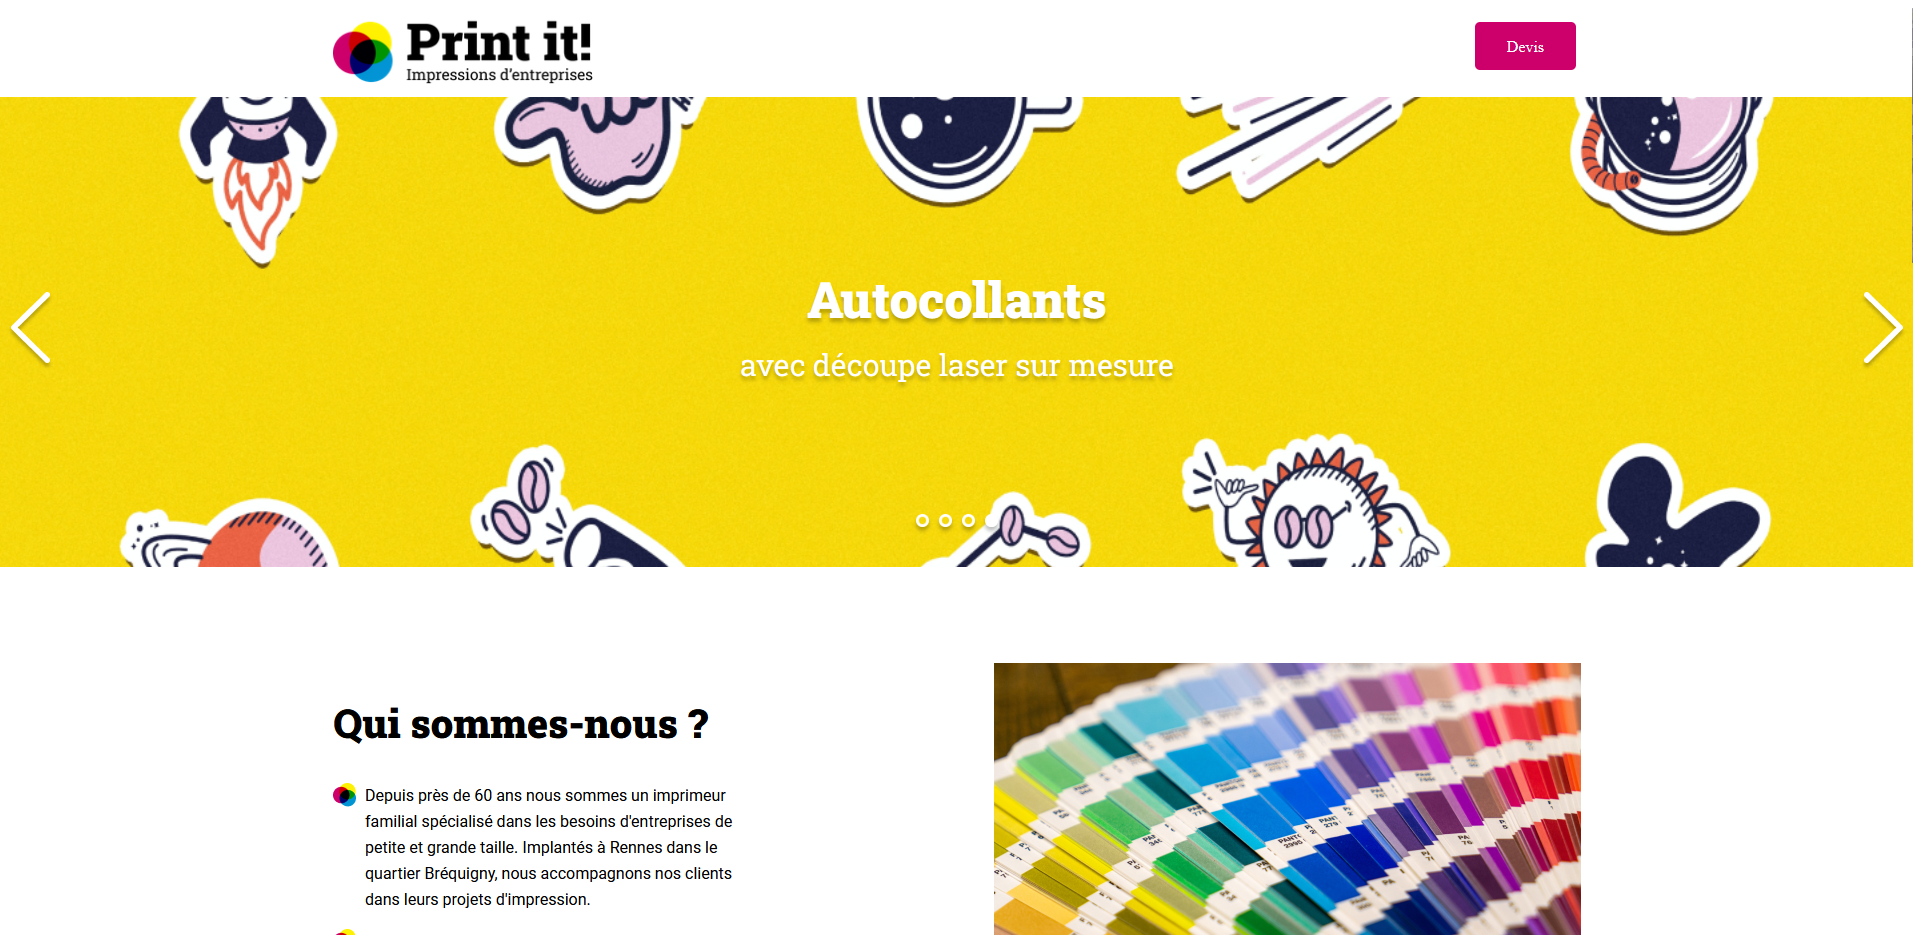 Print it!
Impressions d'entreprises
Devis
Autocollants
avec découpe laser sur mesure
Qui sommes-nous ?
Depuis près de 60 ans nous sommes un imprimeur
familial spécialisé dans les besoins d'entreprises de
petite et grande taille. Implantés à Rennes dans le
quartier Bréquigny, nous accompagnons nos clients
dans leurs projets d'impression.